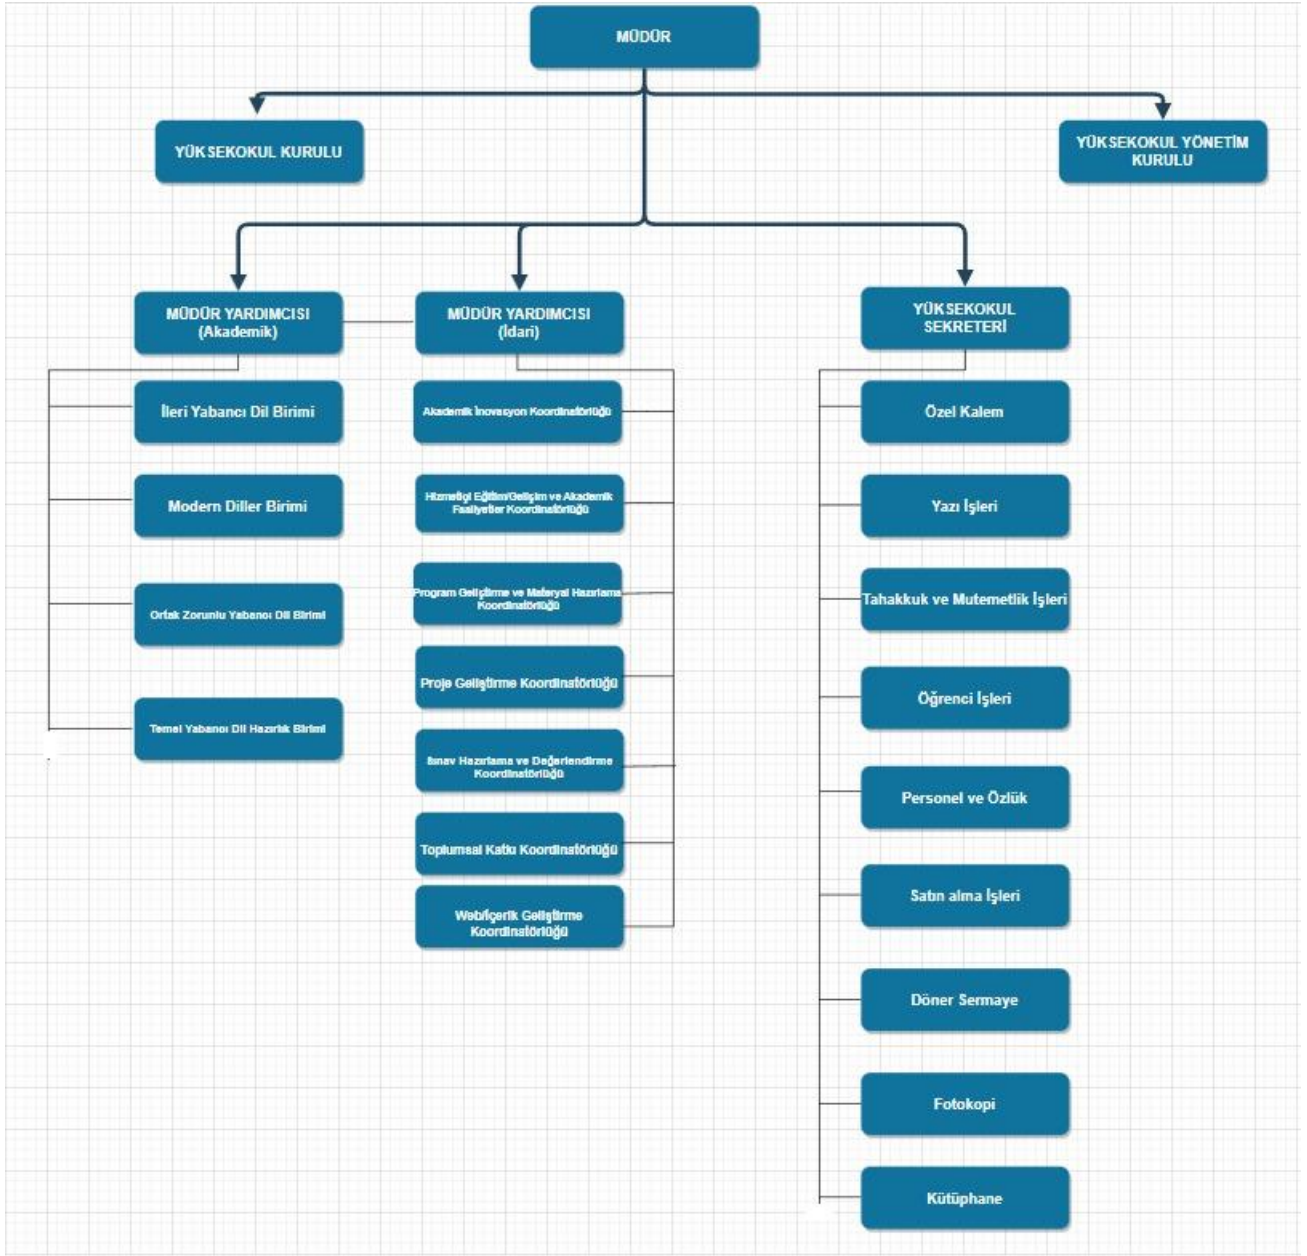 MÜDÜR
YÜKSEKOKUL KURULU
YÜKSEKOKUL YÖNETİM
KURULU
MÜDÜR YARDIMCISI
(Akademik)
MÜDÜR YARDIMCISI
(İdari)
YÜKSEKOKUL
SEKRETERİ
İleri Yabancı Dil Birimi
Modern Diller Birimi
Ortak Zorunlu Yabancı Dil Birimi
Temel Yabancı Dil Hazırlık Birimi
Akademik İnovasyon Koordinatörlüğü
Hizmetiçi Eğitim/Gelişim ve Akademik
Faaliyetler Koordinatörlüğü
Program Geliştirme ve Materyal Hazırlama
Koordinatörlüğü
Proje Geliştirme Koordinatörlüğü
Sınav Hazırlama ve Değerlendirme
Koordinatörlüğü
Toplumsal Katkı Koordinatörlüğü
Web/İçerik Geliştirme
Koordinatörlüğü
Özel Kalem
Yazı İşleri
Tahakkuk ve Mutemetlik İşleri
Öğrenci İşleri
Personel ve Özlük
Satın alma İşleri
Döner Sermaye
Fotokopi
Kütüphane